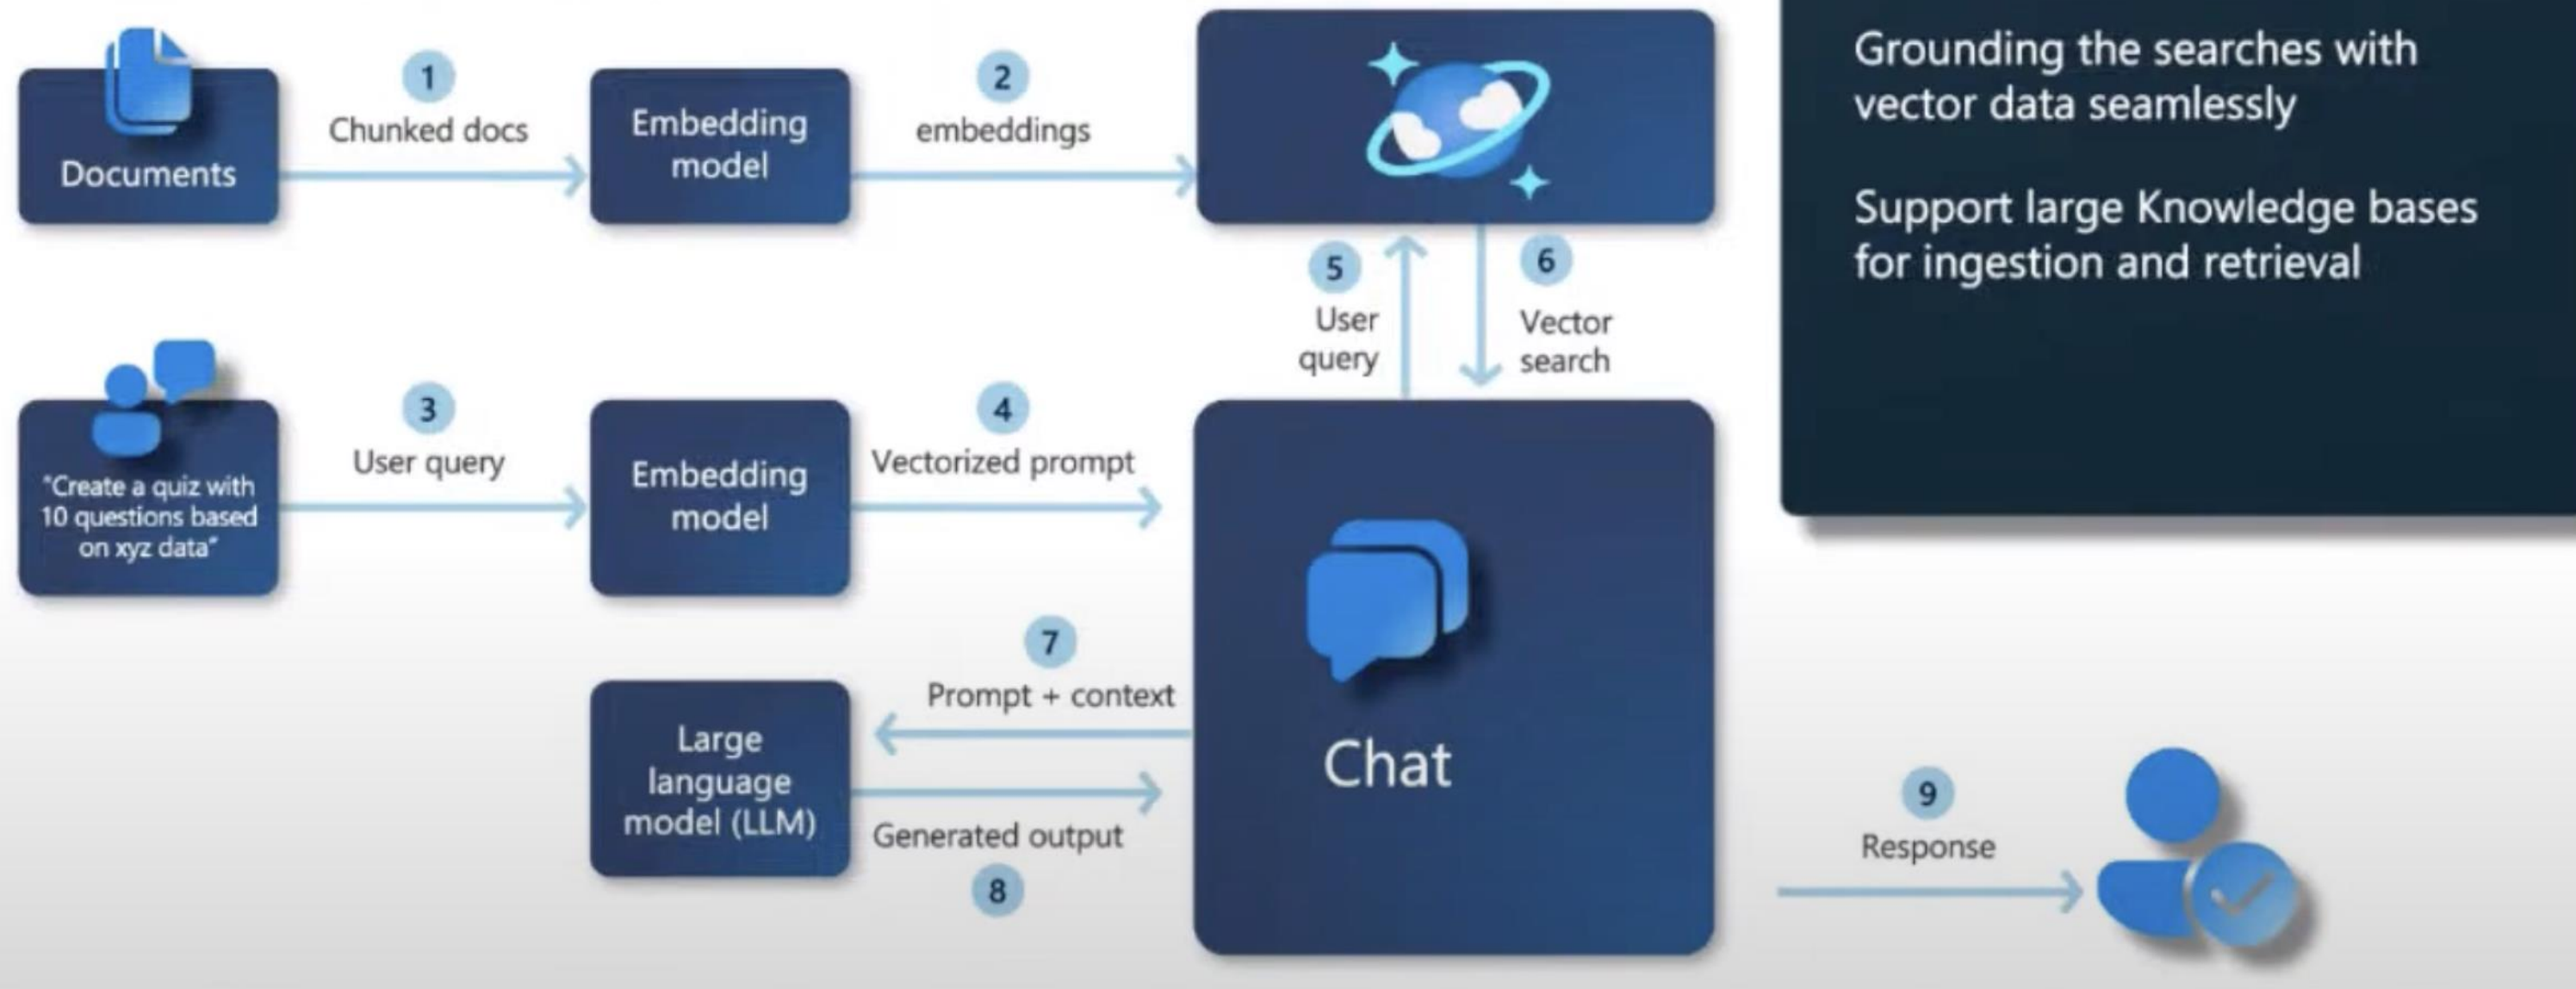 1
Chunked docs
2
embeddings
Documents
Embedding
model
Grounding the searches with
vector data seamlessly
Support large Knowledge bases
for ingestion and retrieval
5
User
query
6
Vector
search
"Create a quiz with
10 questions based
on xyz data"
3
User query
Embedding
model
4
Vectorized prompt
7
Prompt + context
Large
language
model (LLM)
Generated output
8
Chat
9
Response